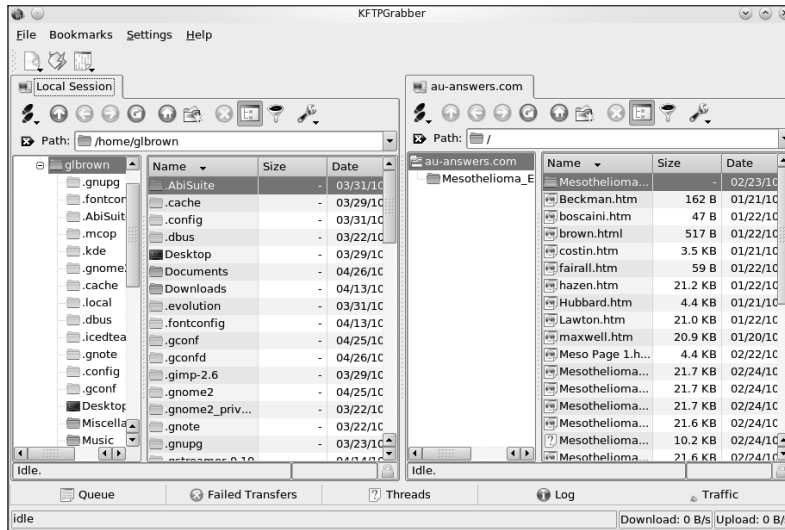 KFTPGrabber
File Bookmarks Settings Help
Local Session
Path: /home/glbrown
glbrown
.gnupg
.fontcor
.AbiSuit
.mcop
.kde
.gnome2
.cache
.local
.dbus
.icedtea
.gnote
.config
.gconf
Desktop
Miscella
Music
Name Size Date
.AbiSuite - 03/31/10
.cache - 03/29/10
.config - 03/31/10
.dbus - 03/22/10
Desktop - 03/29/10
Documents - 04/26/10
Downloads - 04/13/10
.evolution - 03/31/10
.fontconfig - 04/13/10
.gconf - 04/25/10
.gconfd - 04/26/10
.gimp-2.6 - 03/29/10
.gnome2 - 04/25/10
.gnome2_priv... - 03/22/10
.gnote - 03/22/10
.gnupg - 03/23/10
.gstreamer-0.10 - 04/14/10
Idle.
au-answers.com
Path: /
au-answers.com
Mesothelioma_E
Name Size Date
Mesothelioma... - 02/23/10
Beckman.htm 162 B 01/21/10
boscaini.htm 47 B 01/22/10
brown.html 517 B 01/22/10
costin.htm 3.5 KB 01/21/10
fairall.htm 59 B 01/22/10
hazen.htm 21.2 KB 01/22/10
Hubbard.htm 4.4 KB 01/21/10
Lawton.htm 21.0 KB 01/22/10
maxwell.htm 20.9 KB 01/20/10
Meso Page 1.h... 4.4 KB 01/22/10
Mesothelioma... 21.7 KB 02/24/10
Mesothelioma... 21.7 KB 02/24/10
Mesothelioma... 21.7 KB 02/24/10
Mesothelioma... 21.6 KB 02/24/10
Mesothelioma... 10.2 KB 02/24/10
Mesothelioma... 21.6 KB 02/24/10
Idle.
Queue Failed Transfers Threads Log Traffic
idle Download: 0 B/s Upload: 0 B/